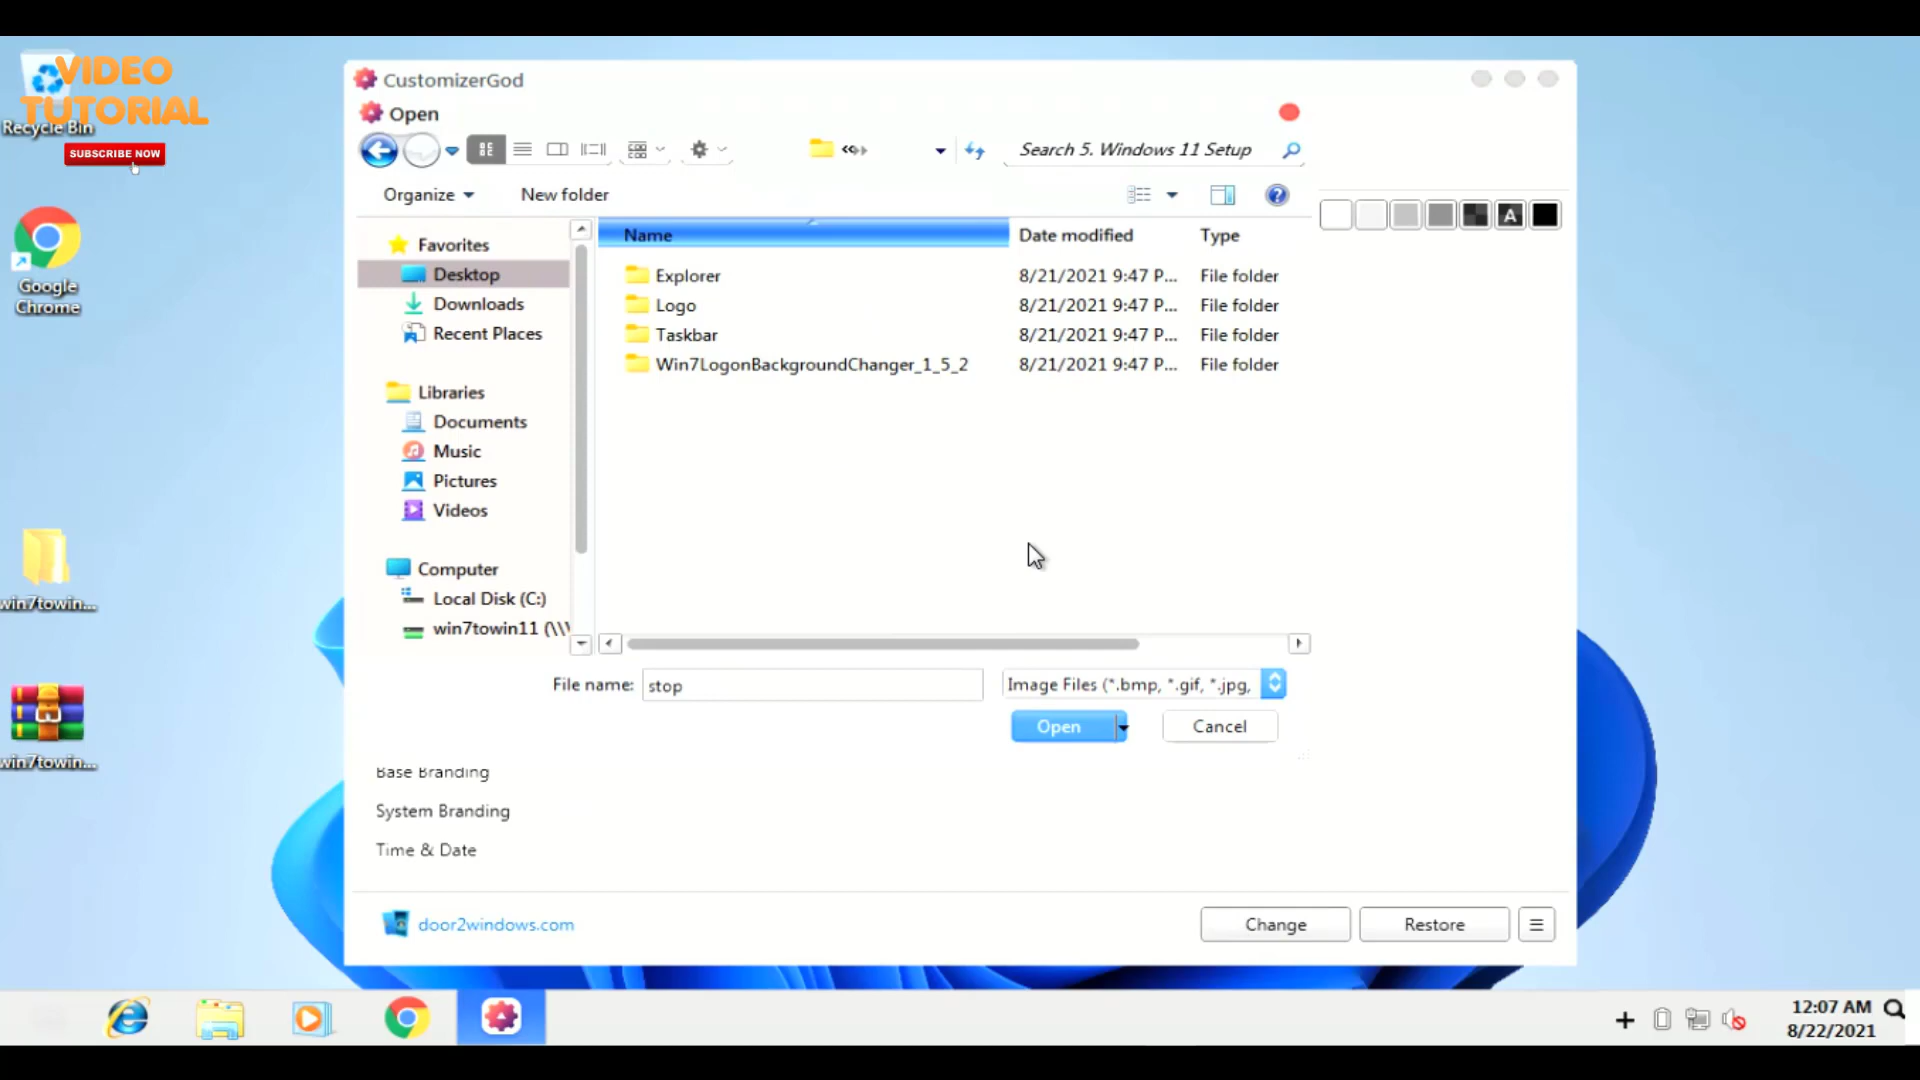 VIDEO
TUTORIAL
Recycle Bin
SUBSCRIBE NOW
Google
Chrome
win7towin...
win7towin...
CustomizerGod
Open
Search 5. Windows 11 Setup
Organize
New folder
Name
Date modified
Type
Favorites
Desktop
Downloads
Recent Places
Libraries
Documents
Music
Pictures
Videos
Computer
Local Disk (C:)
win7towin11 (\\\
Explorer 8/21/2021 9:47 P... File folder
Logo 8/21/2021 9:47 P... File folder
Taskbar 8/21/2021 9:47 P... File folder
Win7LogonBackgroundChanger_1_5_2 8/21/2021 9:47 P... File folder
A
File name: stop
Image Files (*.bmp, *.gif, *.jpg,
Open
Cancel
Base Branding
System Branding
Time & Date
door2windows.com
Change
Restore
12:07 AM
8/22/2021